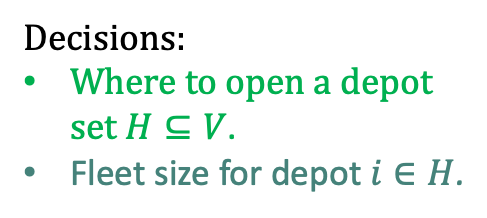 Decisions:
• Where to open a depot
set H ⊆ V.
• Fleet size for depot i ∈ H.